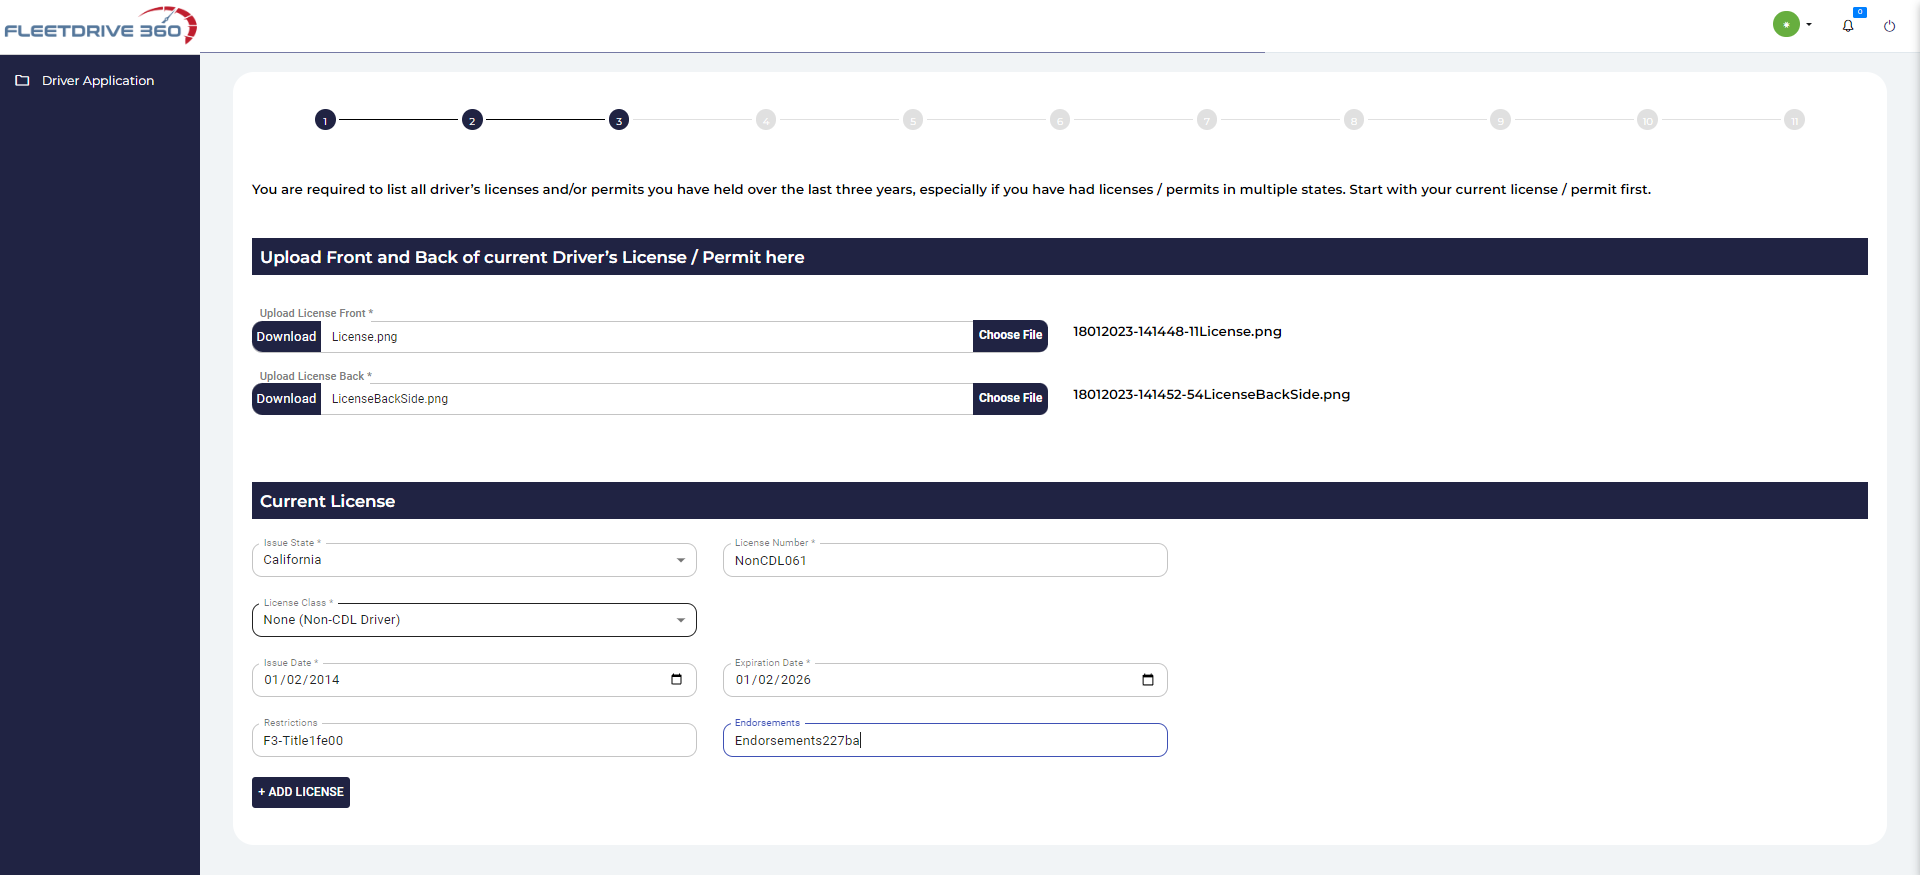 FLEETDRIVE 360
0
Driver Application
1 2 3 4 5 6 7 8 9 10 11
You are required to list all driver’s licenses and/or permits you have held over the last three years, especially if you have had licenses / permits in multiple states. Start with your current license / permit first.
Upload Front and Back of current Driver’s License / Permit here
Upload License Front *
Download License.png Choose File 18012023-141448-11License.png
Upload License Back *
Download LicenseBackSide.png Choose File 18012023-141452-54LicenseBackSide.png
Current License
Issue State * License Number *
California NonCDL061
License Class *
None (Non-CDL Driver)
Issue Date * Expiration Date *
01/02/2014 01/02/2026
Restrictions Endorsements
F3-Title1fe00 Endorsements227ba
+ ADD LICENSE